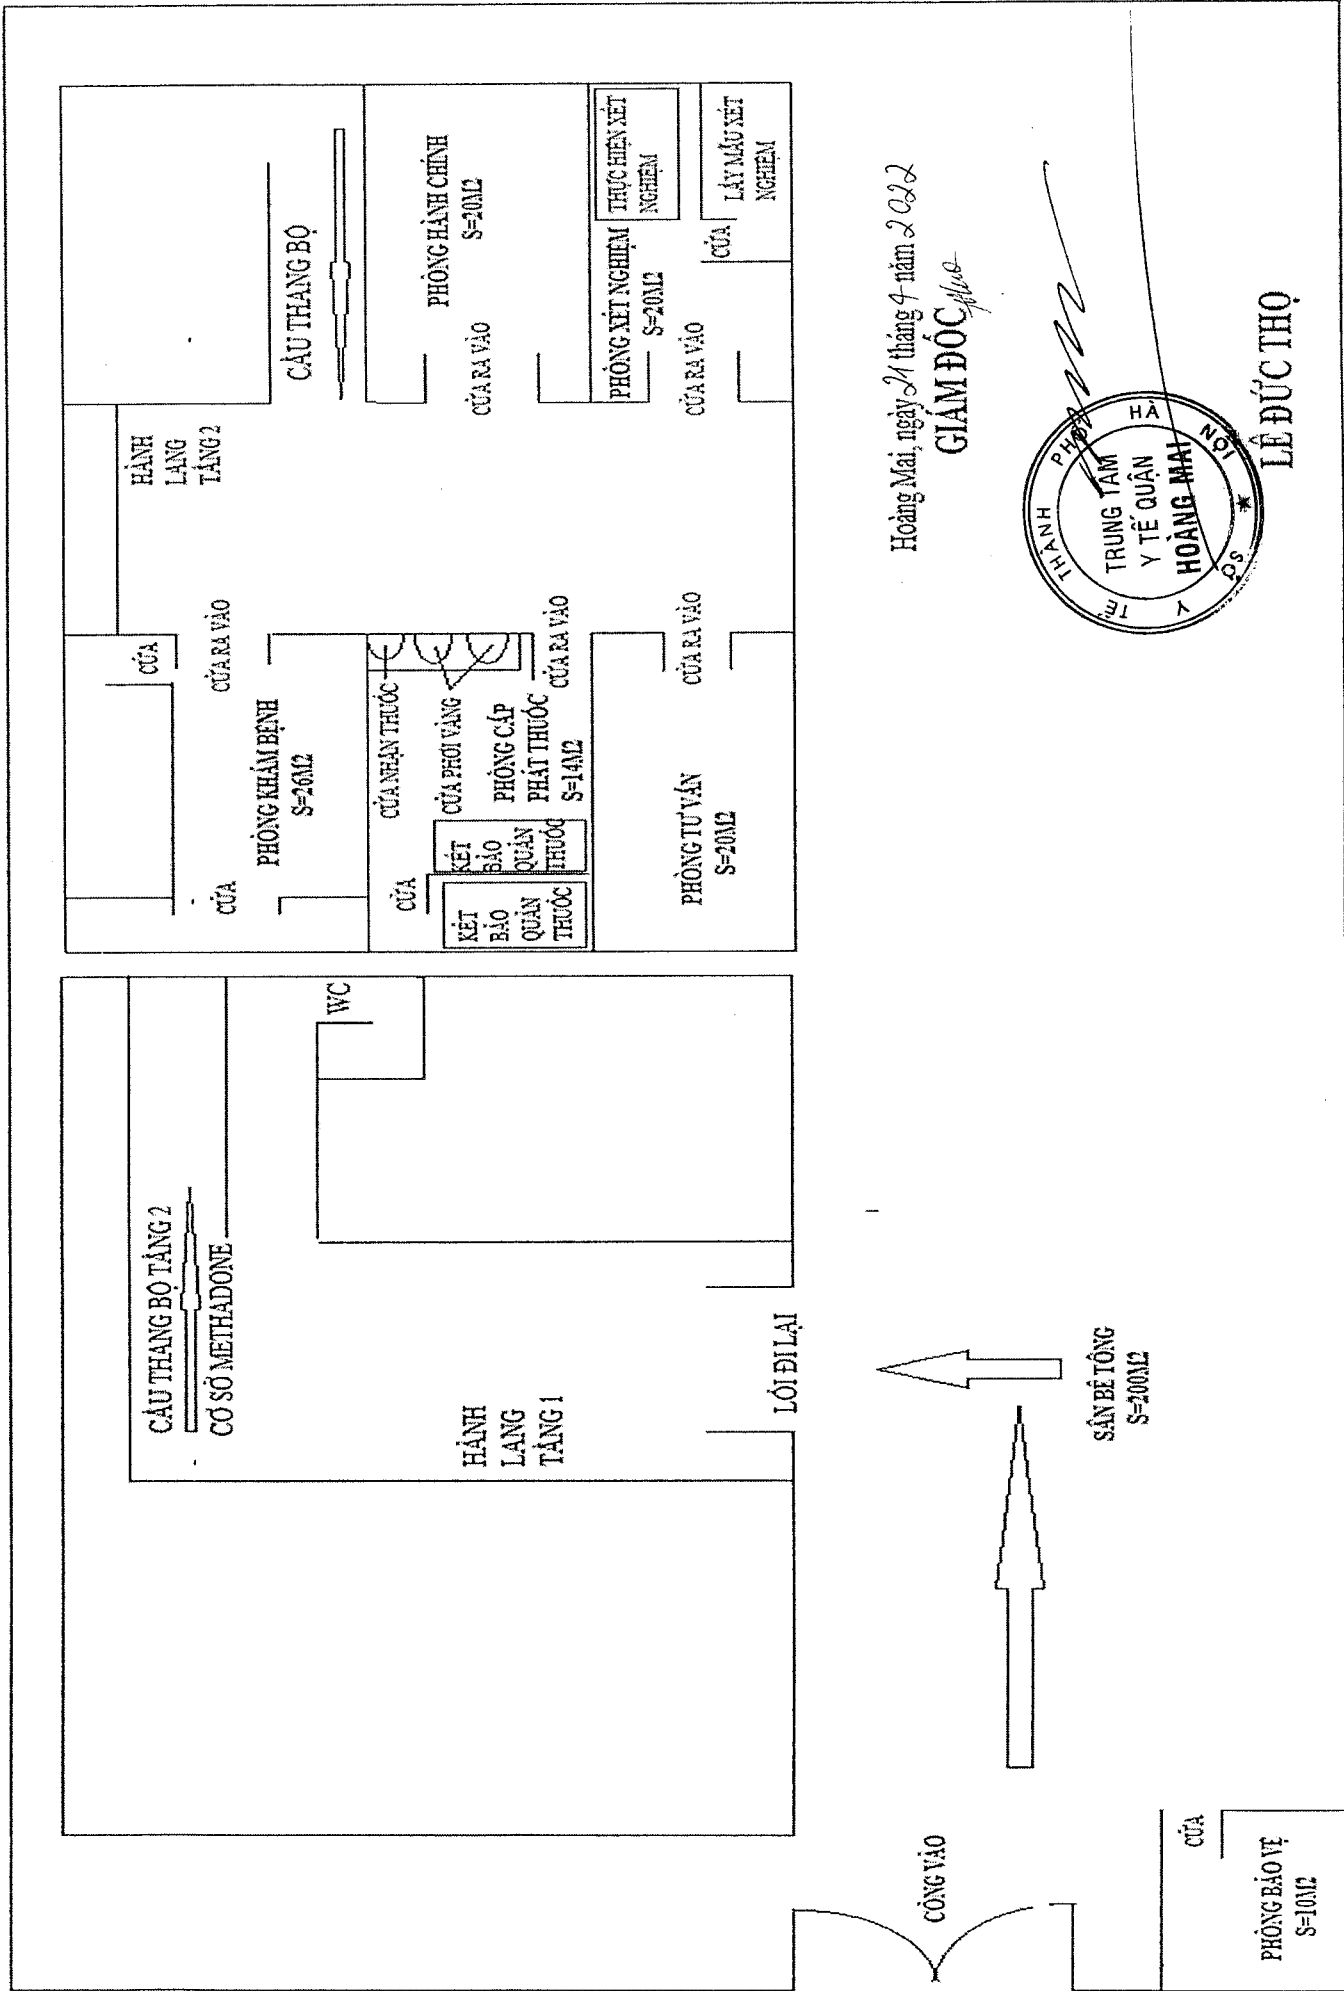 CẦU THANG BỘ TẦNG 2
CƠ SỞ METHADONE
WC
HÀNH
LANG
TẦNG 1
LỐI ĐI LẠI
SÂN BÊ TÔNG
S=200M2
CỔNG VÀO
CỬA
PHÒNG BẢO VỆ
S=10M2
CỬA
CỬA RA VÀO
PHÒNG KHÁM BỆNH
S=26M2
CỬA
HÀNH
LANG
TẦNG 2
CẦU THANG BỘ
CỬA NHẬN THUỐC
CỬA PHƠI VÀNG
PHÒNG CẤP
PHÁT THUỐC
S=14M2
CỬA RA VÀO
CỬA
KÉT
BẢO
QUẢN
THUỐC
KÉT
BẢO
QUẢN
THUỐC
PHÒNG TƯ VẤN
S=20M2
CỬA RA VÀO
PHÒNG HÀNH CHÍNH
S=20M2
CỬA RA VÀO
PHÒNG XÉT NGHIỆM
S=20M2
CỬA RA VÀO
THỰC HIỆN XÉT
NGHIỆM
CỬA
LẤY MẪU XÉT
NGHIỆM
Hoàng Mai, ngày 21 tháng 4 năm 2022
GIÁM ĐỐC
SỞ Y TẾ THÀNH PHỐ HÀ NỘI
TRUNG TÂM
Y TẾ QUẬN
HOÀNG MAI
LÊ ĐỨC THỌ